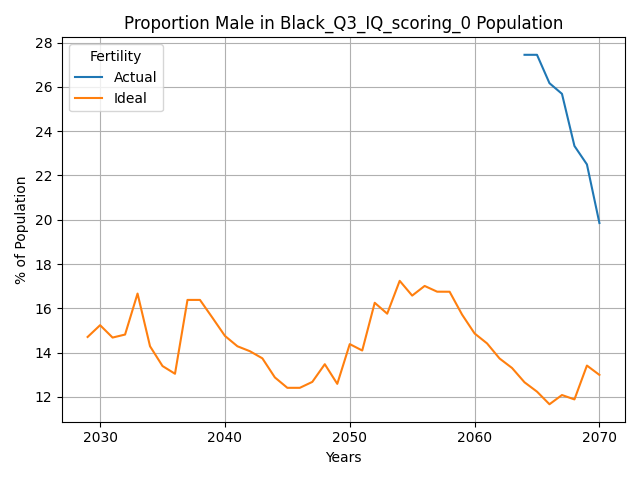 Proportion Male in Black_Q3_IQ_scoring_0 Population
Fertility
Actual
Ideal
% of Population
28
26
24
22
20
18
16
14
12
2030 2040 2050 2060 2070
Years